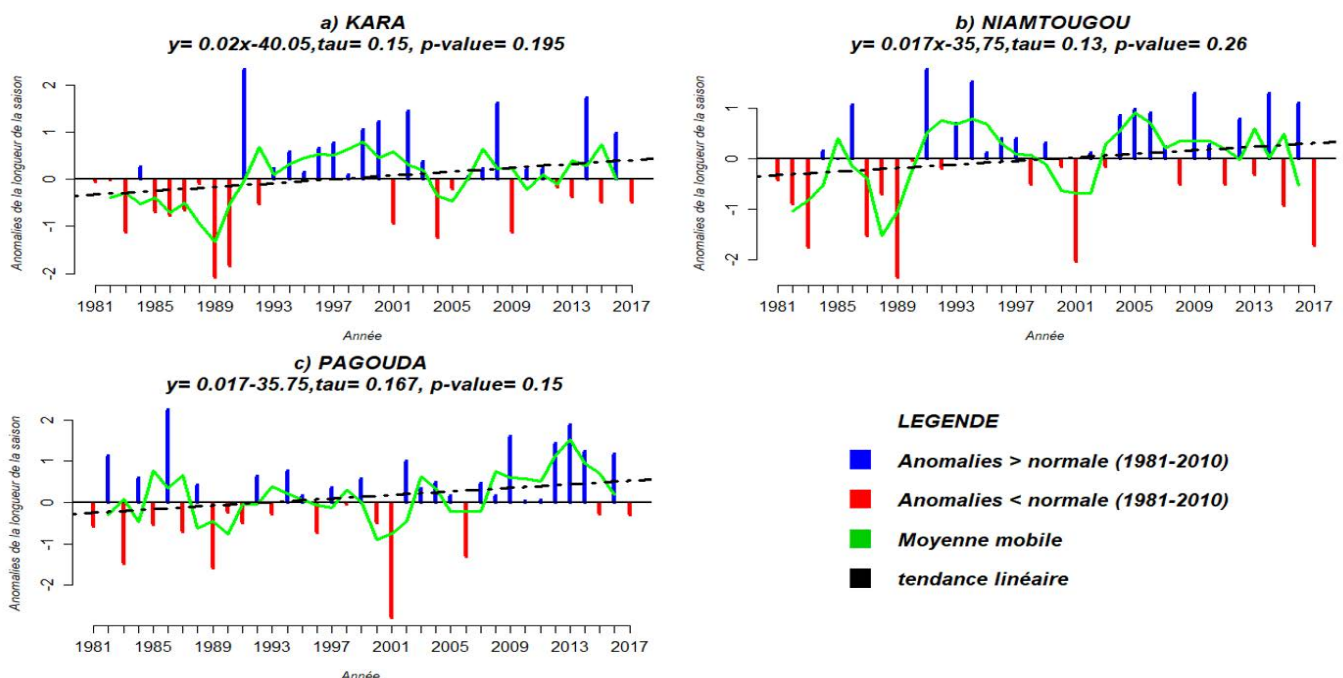 a) KARA
y= 0.02x-40.05,tau= 0.15, p-value= 0.195
Anomalies de la longueur de la saison
2
1
0
-1
-2
1981 1985 1989 1993 1997 2001 2005 2009 2013 2017
Année
b) NIAMTOUGOU
y= 0.017x-35,75,tau= 0.13, p-value= 0.26
Anomalies de la longueur de la saison
1
0
-1
-2
1981 1985 1989 1993 1997 2001 2005 2009 2013 2017
Année
c) PAGOUDA
y= 0.017-35.75,tau= 0.167, p-value= 0.15
Anomalies de la longueur de la saison
2
1
0
-1
-2
1981 1985 1989 1993 1997 2001 2005 2009 2013 2017
Année
LEGENDE
Anomalies > normale (1981-2010)
Anomalies < normale (1981-2010)
Moyenne mobile
tendance linéaire